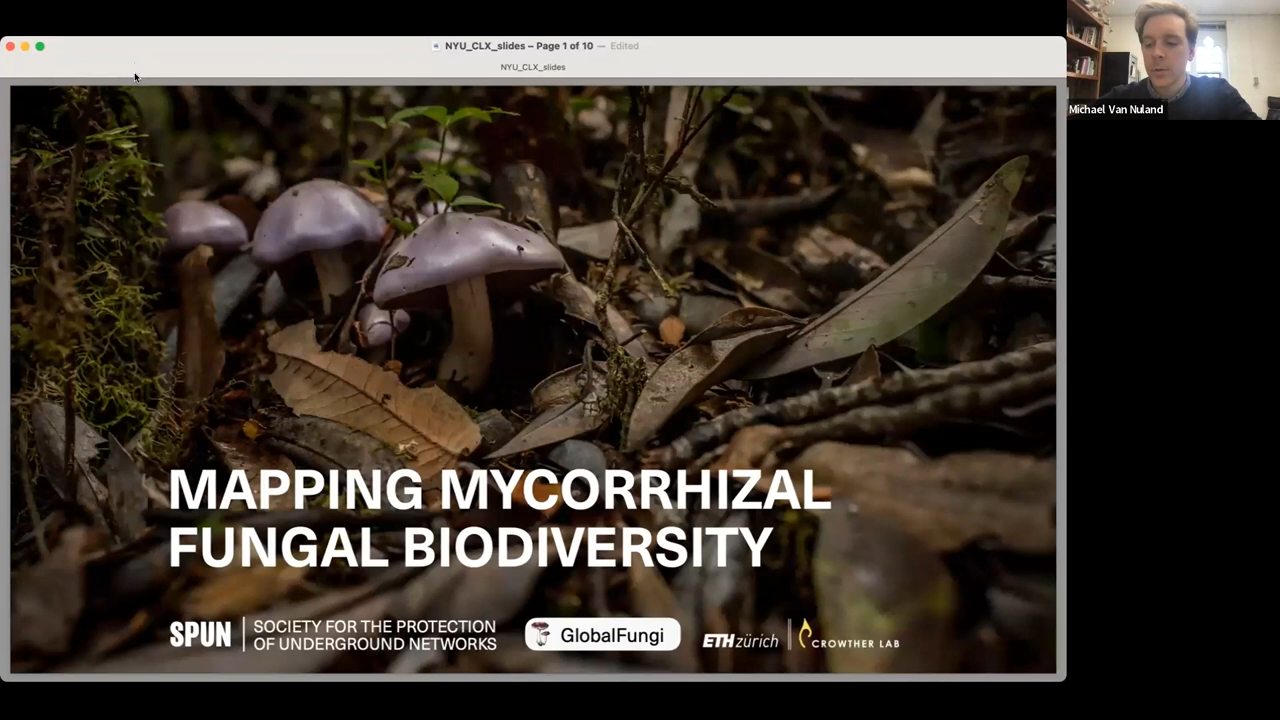 NYU_CLX_slides – Page 1 of 10 — Edited
NYU_CLX_slides
Michael Van Nuland
MAPPING MYCORRHIZAL
FUNGAL BIODIVERSITY
SPUN
SOCIETY FOR THE PROTECTION
OF UNDERGROUND NETWORKS
GlobalFungi
ETH zürich
CROWTHER LAB